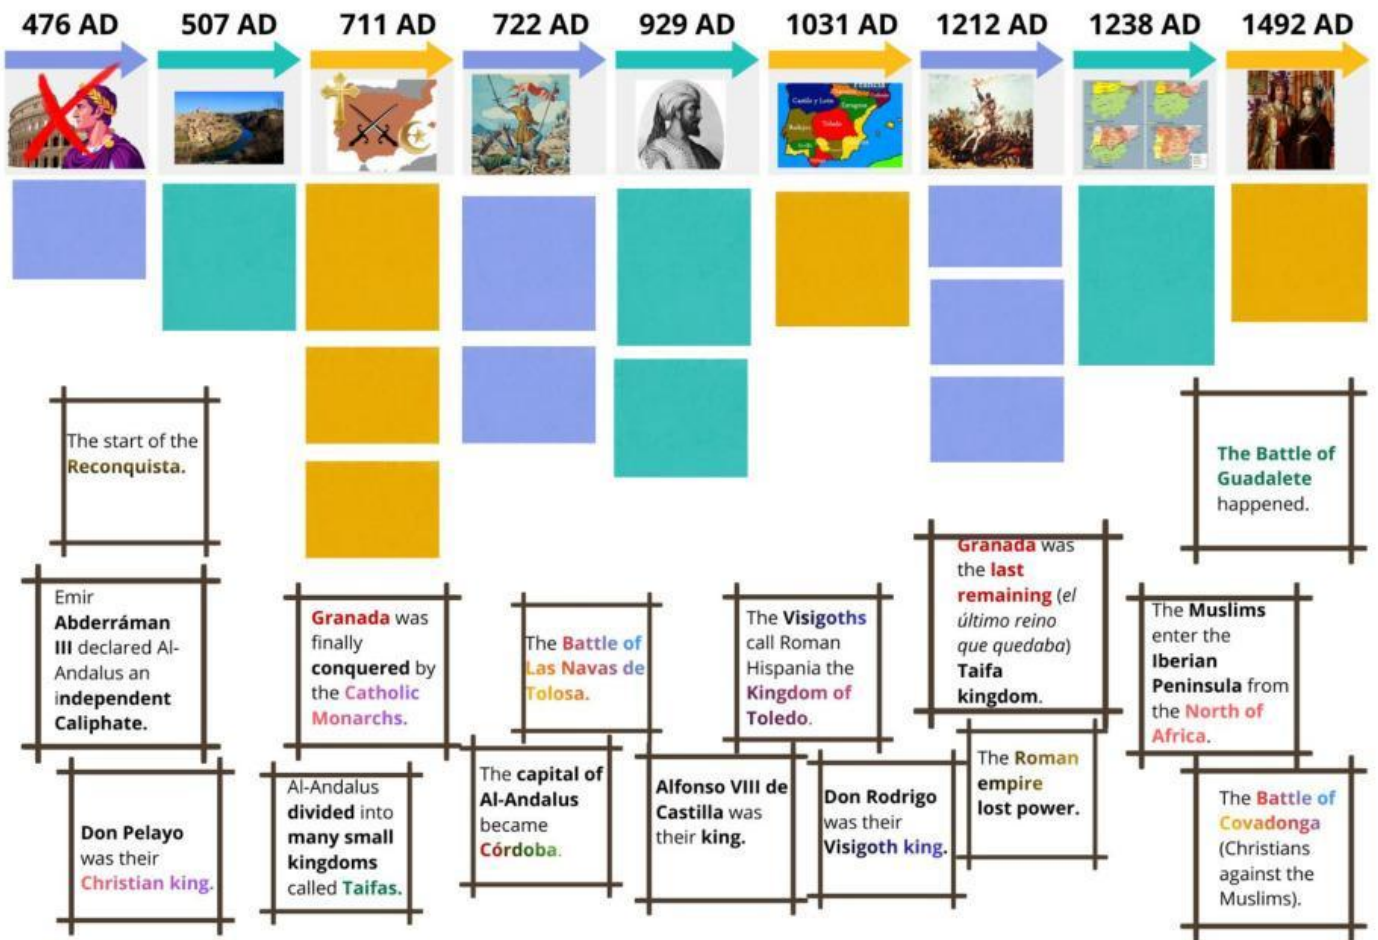 476 AD
507 AD
711 AD
722 AD
929 AD
1031 AD
1212 AD
1238 AD
1492 AD
Francia
Castilla y León
Zaragoza
Toledo
Badajoz
The start of the
Reconquista.
The Battle of
Guadalete
happened.
Emir
Abderráman
III declared Al-
Andalus an
independent
Caliphate.
Granada was
finally
conquered by
the Catholic
Monarchs.
The Battle of
Las Navas de
Tolosa.
The Visigoths
call Roman
Hispania the
Kingdom of
Toledo.
Granada was
the last
remaining (el
último reino
que quedaba)
Taifa
kingdom.
The Muslims
enter the
Iberian
Peninsula from
the North of
Africa.
Don Pelayo
was their
Christian king.
Al-Andalus
divided into
many small
kingdoms
called Taifas.
The capital of
Al-Andalus
became
Córdoba.
Alfonso VIII de
Castilla was
their king.
Don Rodrigo
was their
Visigoth king.
The Roman
empire
lost power.
The Battle of
Covadonga
(Christians
against the
Muslims).